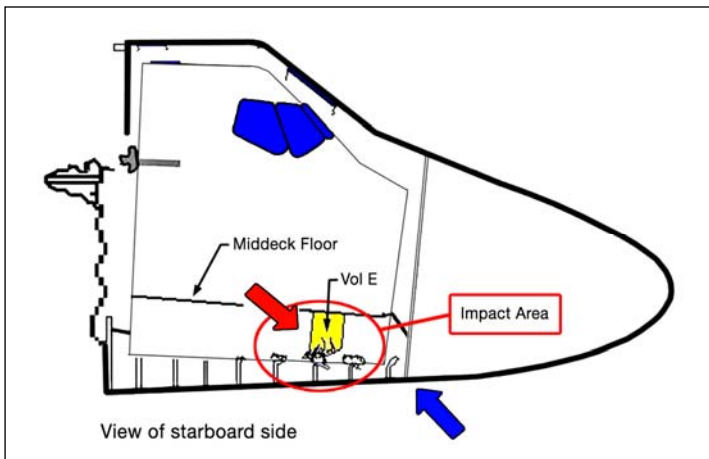 Middeck Floor
Vol E
Impact Area
View of starboard side